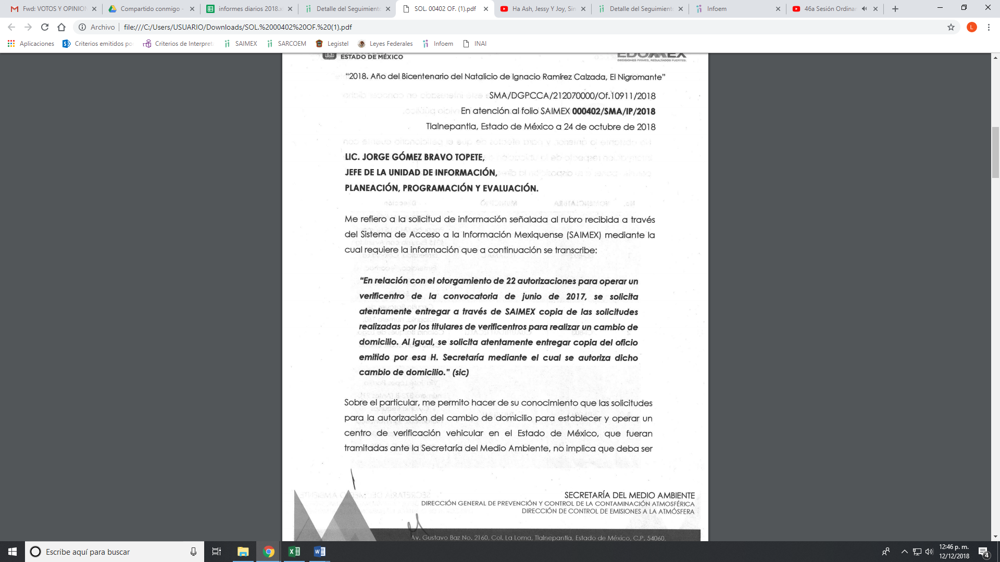 Fwd: VOTOS Y OPINION
Compartido conmigo -
informes diarios 2018.x
Detalle del Seguimiento
SOL. 00402 OF. (1).pdf
Ha Ash, Jessy Y Joy, Sin
Detalle del Seguimiento
Infoem
46a Sesión Ordinar
Archivo
file:///C:/Users/USUARIO/Downloads/SOL.%2000402%20OF.%20(1).pdf
L
Aplicaciones
Criterios emitidos po
Criterios de Interpreta
SAIMEX
SARCOEM
Legistel
Leyes Federales
Infoem
INAI
ESTADO DE MÉXICO
EDOMEX
DECISIONES FIRMES, RESULTADOS FUERTES.
“2018. Año del Bicentenario del Natalicio de Ignacio Ramírez Calzada, El Nigromante”
SMA/DGPCCA/212070000/Of.10911/2018
En atención al folio SAIMEX 000402/SMA/IP/2018
Tlalnepantla, Estado de México a 24 de octubre de 2018
LIC. JORGE GÓMEZ BRAVO TOPETE,
JEFE DE LA UNIDAD DE INFORMACIÓN,
PLANEACIÓN, PROGRAMACIÓN Y EVALUACIÓN.
Me refiero a la solicitud de información señalada al rubro recibida a través
del Sistema de Acceso a la Información Mexiquense (SAIMEX) mediante la
cual requiere la información que a continuación se transcribe:
“En relación con el otorgamiento de 22 autorizaciones para operar un
verificentro de la convocatoria de junio de 2017, se solicita
atentamente entregar a través de SAIMEX copia de las solicitudes
realizadas por los titulares de verificentros para realizar un cambio de
domicilio. Al igual, se solicita atentamente entregar copia del oficio
emitido por esa H. Secretaría mediante el cual se autoriza dicho
cambio de domicilio.” (sic)
Sobre el particular, me permito hacer de su conocimiento que las solicitudes
para la autorización del cambio de domicilio para establecer y operar un
centro de verificación vehicular en el Estado de México, que fueran
tramitadas ante la Secretaría del Medio Ambiente, no implica que deba ser
SECRETARÍA DEL MEDIO AMBIENTE
DIRECCIÓN GENERAL DE PREVENCIÓN Y CONTROL DE LA CONTAMINACIÓN ATMOSFÉRICA
DIRECCIÓN DE CONTROL DE EMISIONES A LA ATMÓSFERA
Av. Gustavo Baz No. 2160, Col. La Loma, Tlalnepantla, Estado de México, C.P. 54060.
Escribe aquí para buscar
12:46 p. m.
12/12/2018
4